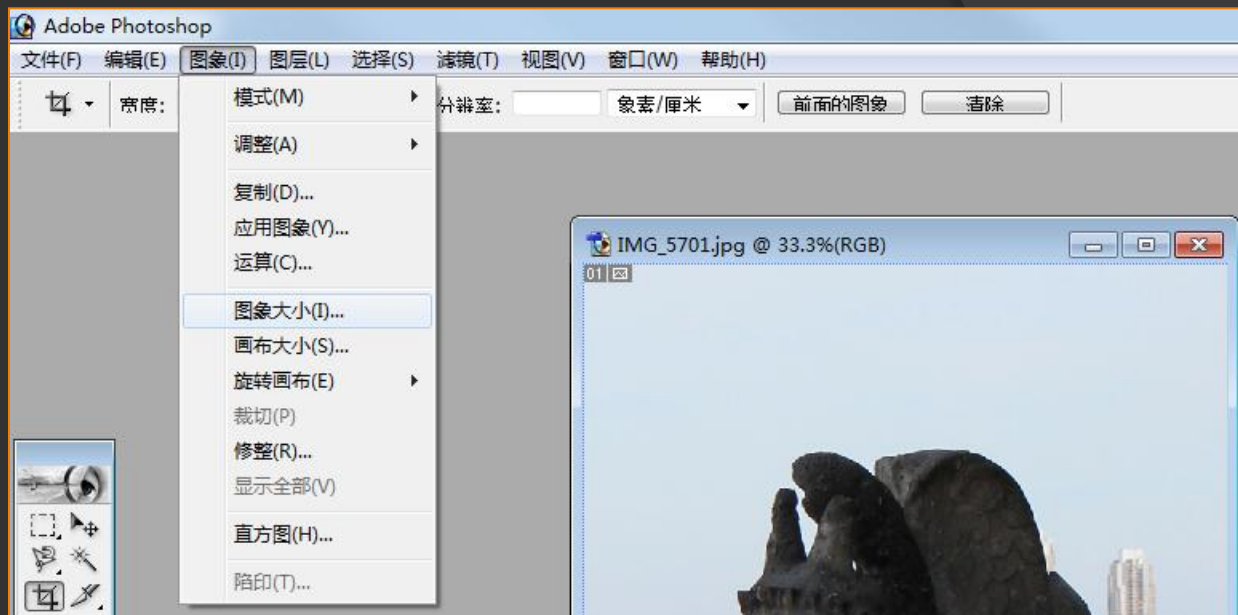 Adobe Photoshop
文件(F) 编辑(E) 图象(I) 图层(L) 选择(S) 滤镜(T) 视图(V) 窗口(W) 帮助(H)
宽度: 分辨率: 象素/厘米 前面的图象 清除
模式(M)
调整(A)
复制(D)...
应用图象(Y)...
运算(C)...
图象大小(I)...
画布大小(S)...
旋转画布(E)
裁切(P)
修整(R)...
显示全部(V)
直方图(H)...
陷印(T)...
IMG_5701.jpg @ 33.3%(RGB)
01